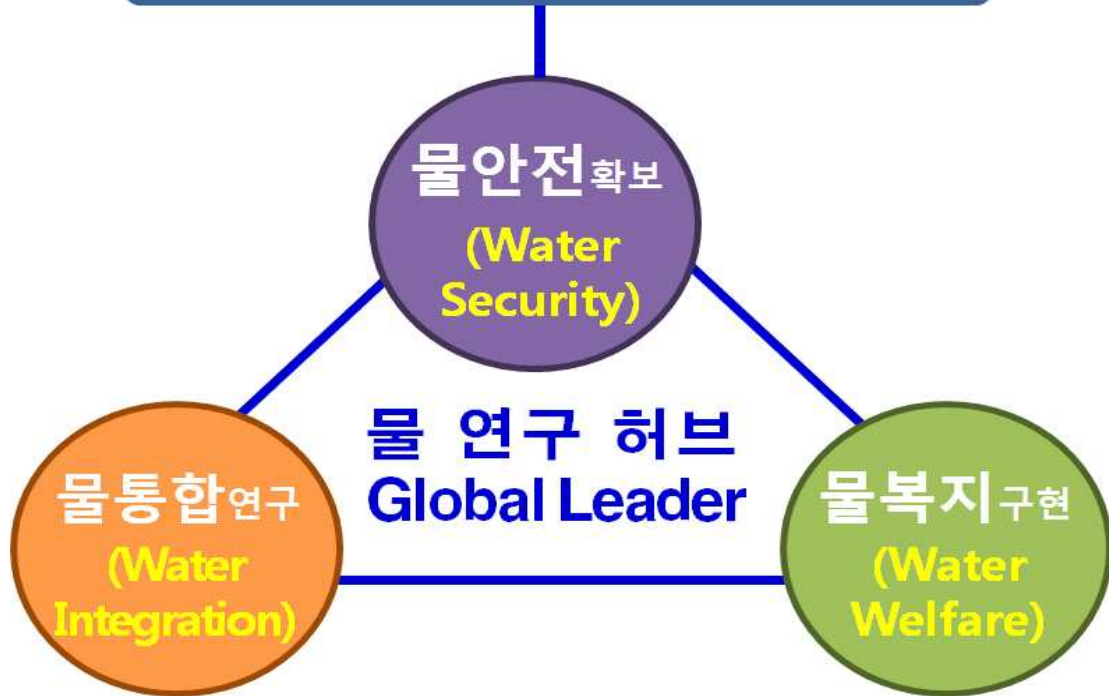 물안전확보
(Water
Security)
물 연구 허브
Global Leader
물통합연구
(Water
Integration)
물복지구현
(Water
Welfare)